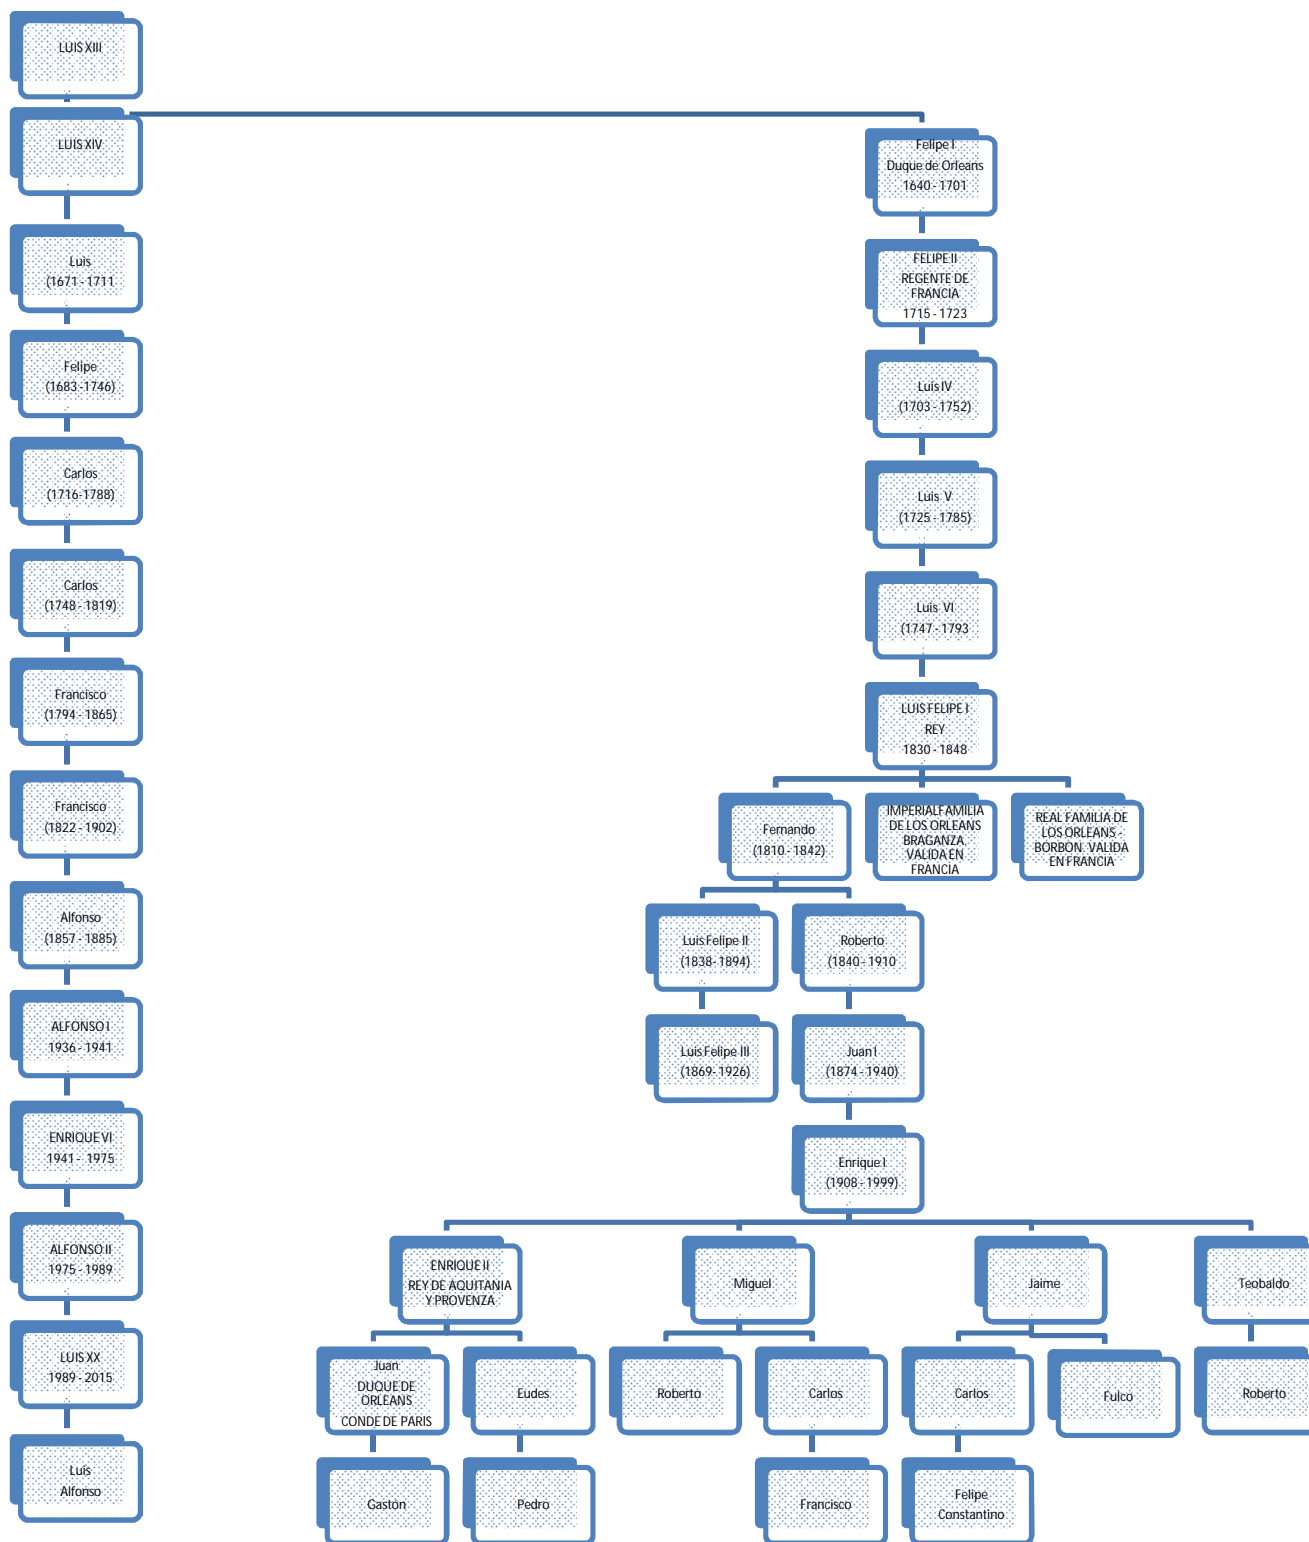 LUIS XIII
LUIS XIV
Felipe I
Duque de Orleans
1640 - 1701
Luis
(1671 - 1711
FELIPE II
REGENTE DE
FRANCIA
1715 - 1723
Felipe
(1683 -1746)
Luis IV
(1703 - 1752)
Carlos
(1716-1788)
Luis V
(1725 - 1785)
Carlos
(1748 - 1819)
Luis VI
(1747 - 1793
Francisco
(1794 - 1865)
LUIS FELIPE I
REY
1830 - 1848
Francisco
(1822 - 1902)
Fernando
(1810 - 1842)
IMPERIAL FAMILIA
DE LOS ORLEANS
BRAGANZA.
VALIDA EN
FRANCIA
REAL FAMILIA DE
LOS ORLEANS -
BORBON. VALIDA
EN FRANCIA
Alfonso
(1857 - 1885)
Luis Felipe II
(1838- 1894)
Roberto
(1840 - 1910
ALFONSO I
1936 - 1941
Luis Felipe III
(1869- 1926)
Juan I
(1874 - 1940)
ENRIQUE VI
1941 - 1975
Enrique I
(1908 - 1999)
ALFONSO II
1975 - 1989
ENRIQUE II
REY DE AQUITANIA
Y PROVENZA
Miguel
Jaime
Teobaldo
LUIS XX
1989 - 2015
Juan
DUQUE DE
ORLEANS
CONDE DE PARIS
Eudes
Roberto
Carlos
Carlos
Fulco
Roberto
Luis
Alfonso
Gastón
Pedro
Francisco
Felipe
Constantino